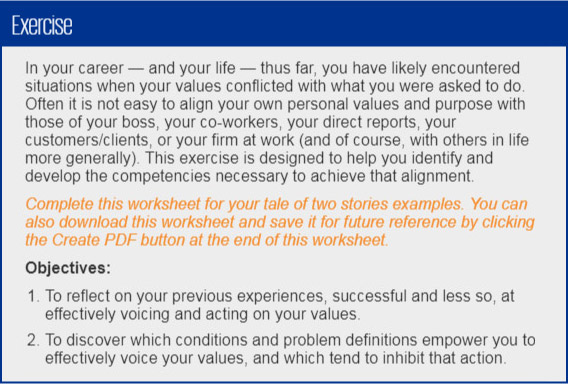 Exercise
In your career — and your life — thus far, you have likely encountered
situations when your values conflicted with what you were asked to do.
Often it is not easy to align your own personal values and purpose with
those of your boss, your co-workers, your direct reports, your
customers/clients, or your firm at work (and of course, with others in life
more generally). This exercise is designed to help you identify and
develop the competencies necessary to achieve that alignment.
Complete this worksheet for your tale of two stories examples. You can
also download this worksheet and save it for future reference by clicking
the Create PDF button at the end of this worksheet.
Objectives:
1. To reflect on your previous experiences, successful and less so, at
effectively voicing and acting on your values.
2. To discover which conditions and problem definitions empower you to
effectively voice your values, and which tend to inhibit that action.